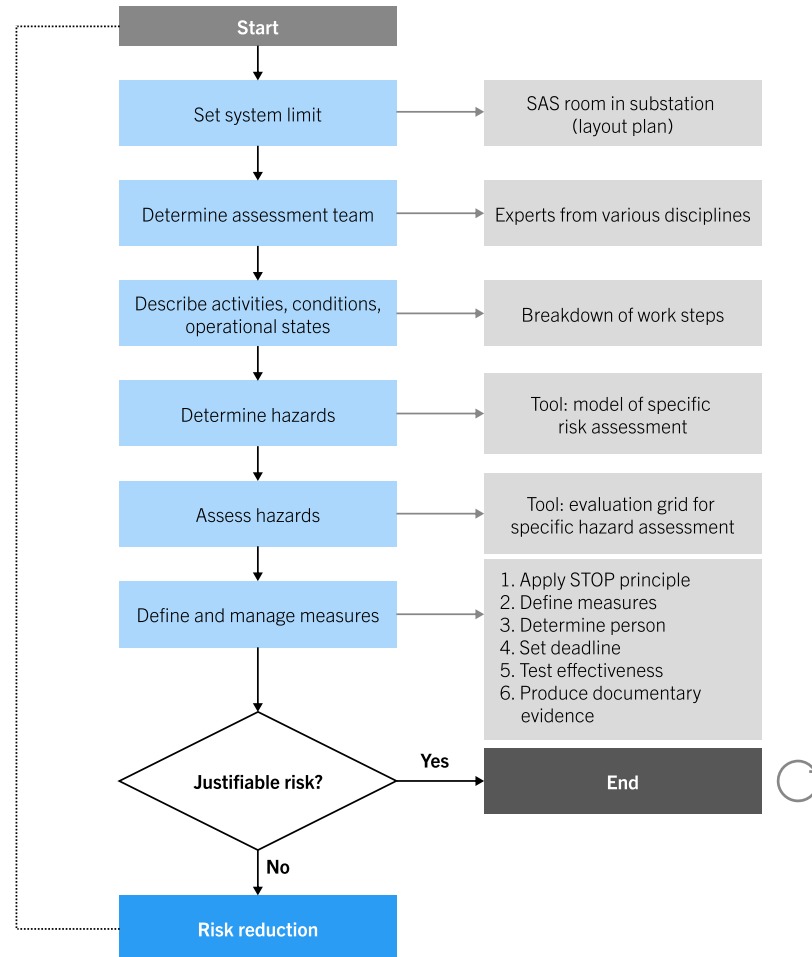 Start
Set system limit
SAS room in substation
(layout plan)
Determine assessment team
Experts from various disciplines
Describe activities, conditions,
operational states
Breakdown of work steps
Determine hazards
Tool: model of specific
risk assessment
Assess hazards
Tool: evaluation grid for
specific hazard assessment
Define and manage measures
1. Apply STOP principle
2. Define measures
3. Determine person
4. Set deadline
5. Test effectiveness
6. Produce documentary
evidence
Justifiable risk?
Yes
End
No
Risk reduction